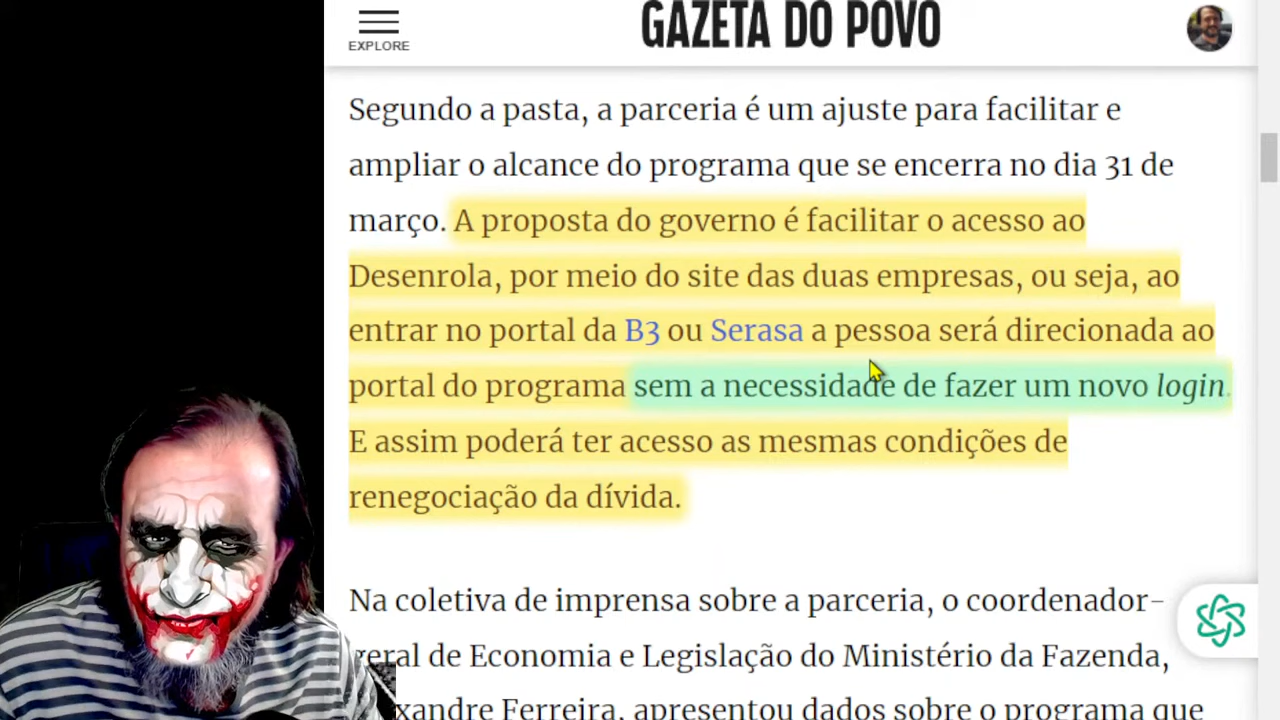 GAZETA DO POVO
EXPLORE
Segundo a pasta, a parceria é um ajuste para facilitar e
ampliar o alcance do programa que se encerra no dia 31 de
março. A proposta do governo é facilitar o acesso ao
Desenrola, por meio do site das duas empresas, ou seja, ao
entrar no portal da B3 ou Serasa a pessoa será direcionada ao
portal do programa sem a necessidade de fazer um novo login.
E assim poderá ter acesso as mesmas condições de
renegociação da dívida.
Na coletiva de imprensa sobre a parceria, o coordenador-
geral de Economia e Legislação do Ministério da Fazenda,
Ferreira, apresentou dados sobre o programa que